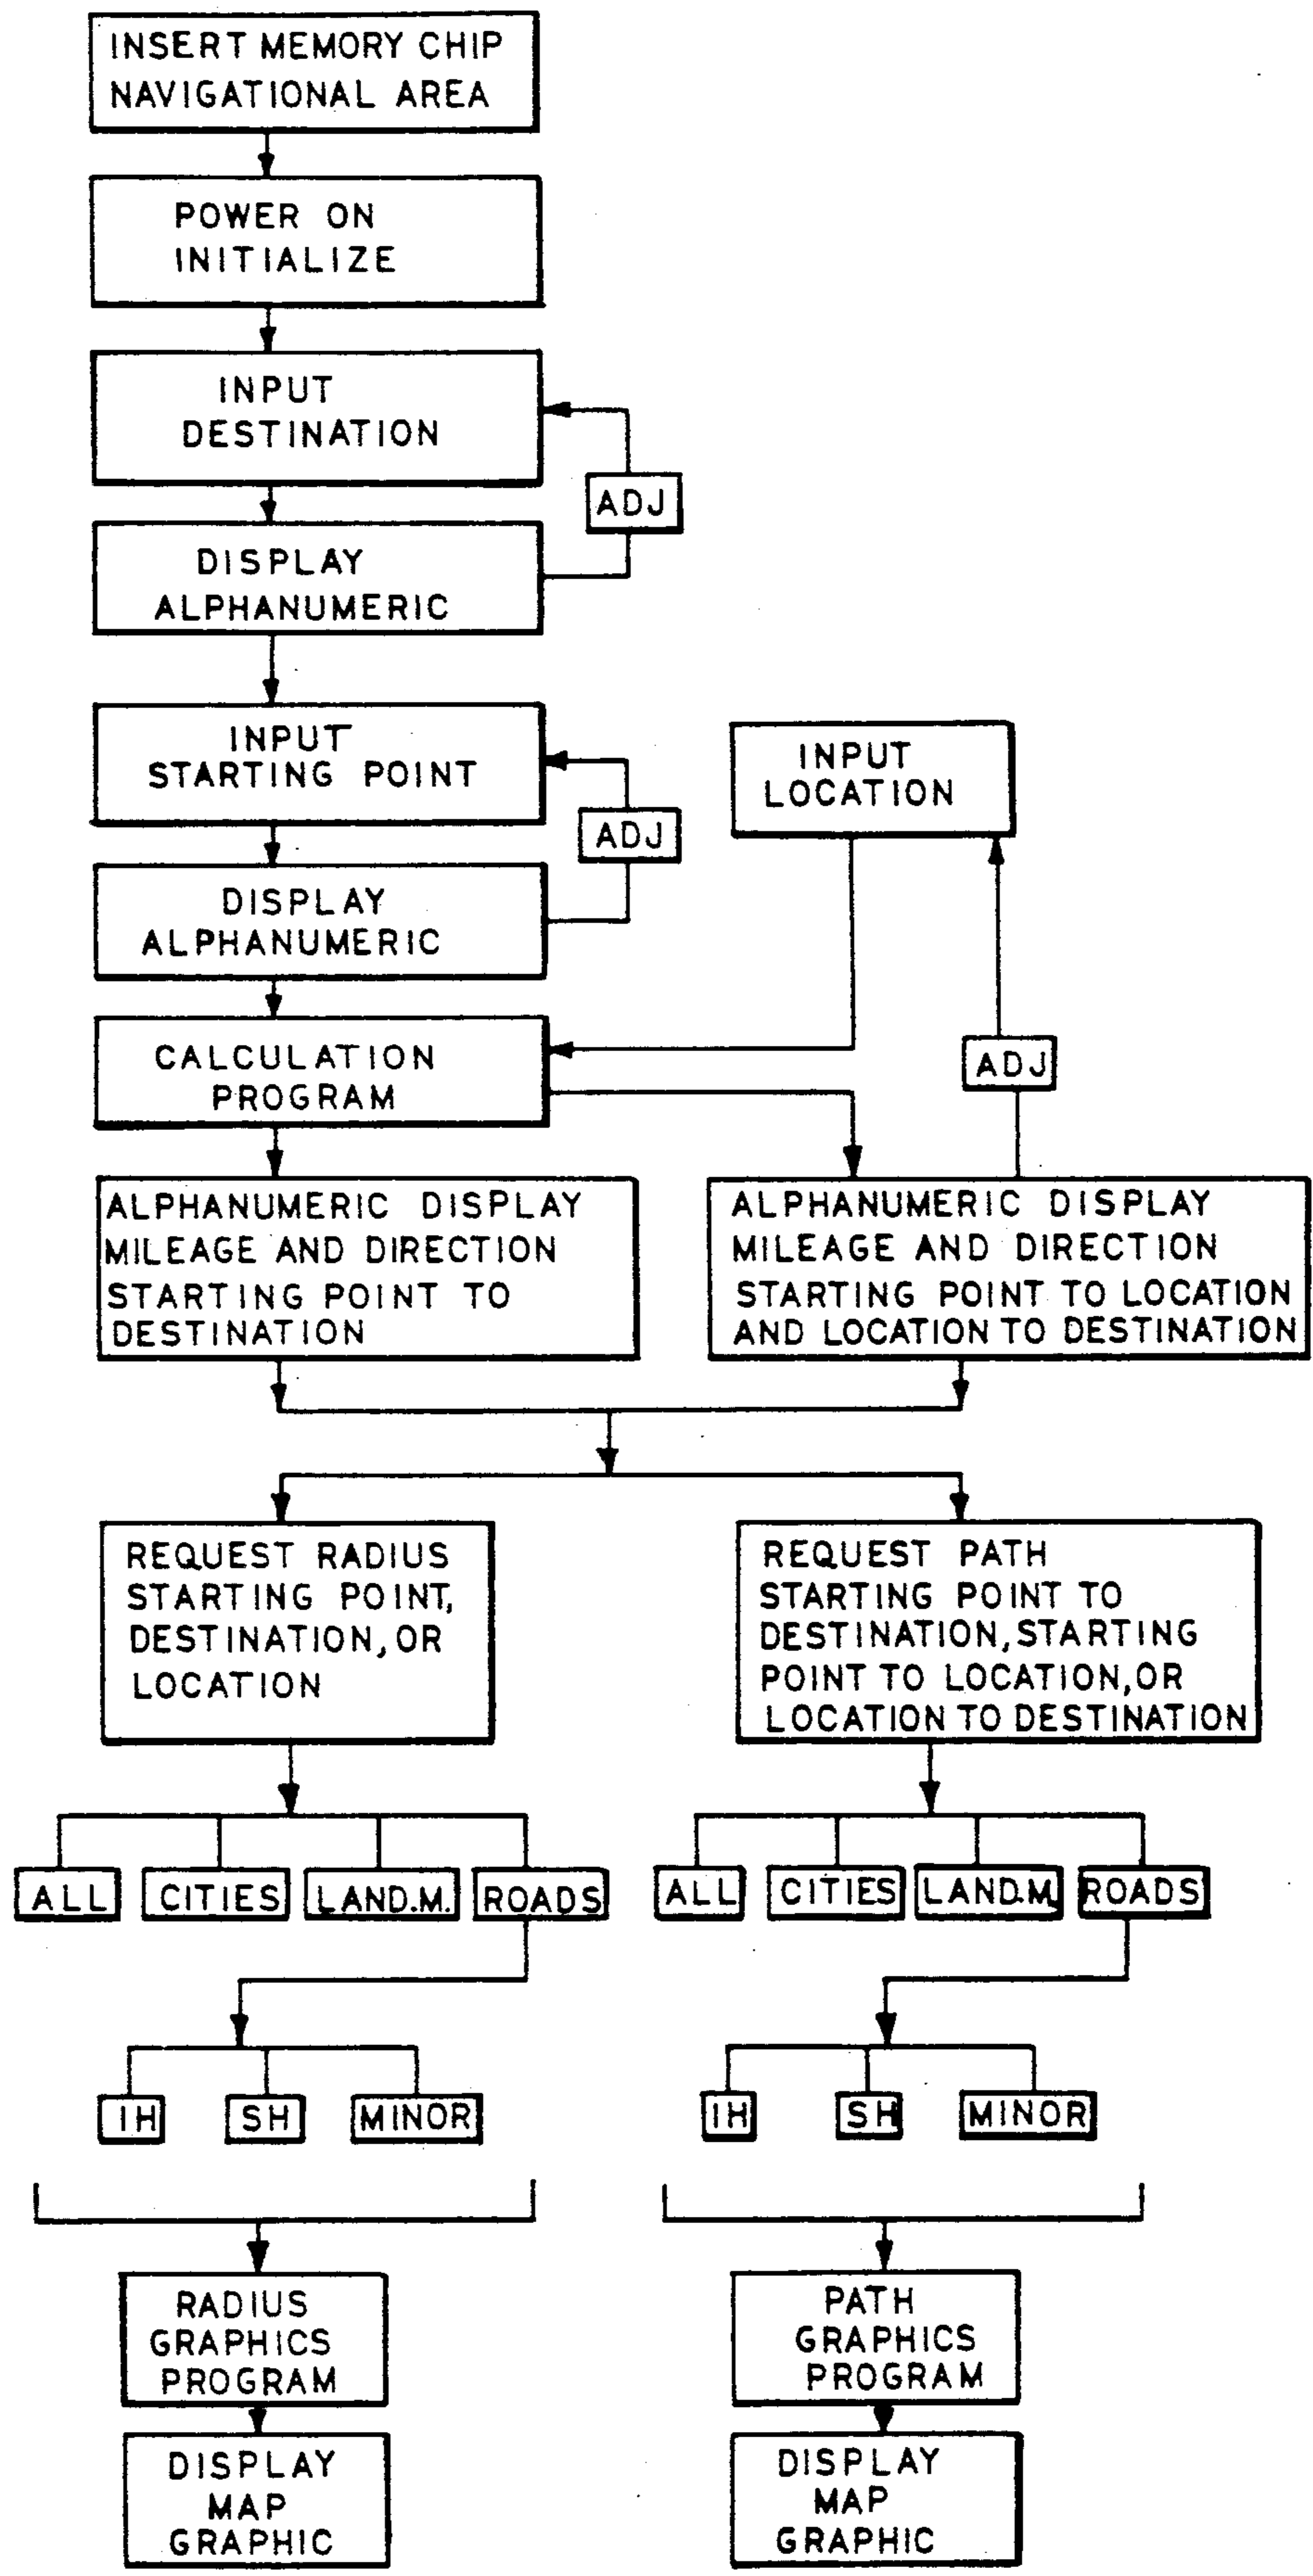 INSERT MEMORY CHIP
NAVIGATIONAL AREA
POWER ON
INITIALIZE
INPUT
DESTINATION
ADJ
DISPLAY
ALPHANUMERIC
INPUT
STARTING POINT
ADJ
INPUT
LOCATION
DISPLAY
ALPHANUMERIC
CALCULATION
PROGRAM
ADJ
ALPHANUMERIC DISPLAY
MILEAGE AND DIRECTION
STARTING POINT TO
DESTINATION
ALPHANUMERIC DISPLAY
MILEAGE AND DIRECTION
STARTING POINT TO LOCATION
AND LOCATION TO DESTINATION
REQUEST RADIUS
STARTING POINT,
DESTINATION, OR
LOCATION
REQUEST PATH
STARTING POINT TO
DESTINATION, STARTING
POINT TO LOCATION, OR
LOCATION TO DESTINATION
ALL
CITIES
LAND.M.
ROADS
ALL
CITIES
LAND.M.
ROADS
IH
SH
MINOR
IH
SH
MINOR
RADIUS
GRAPHICS
PROGRAM
PATH
GRAPHICS
PROGRAM
DISPLAY
MAP
GRAPHIC
DISPLAY
MAP
GRAPHIC